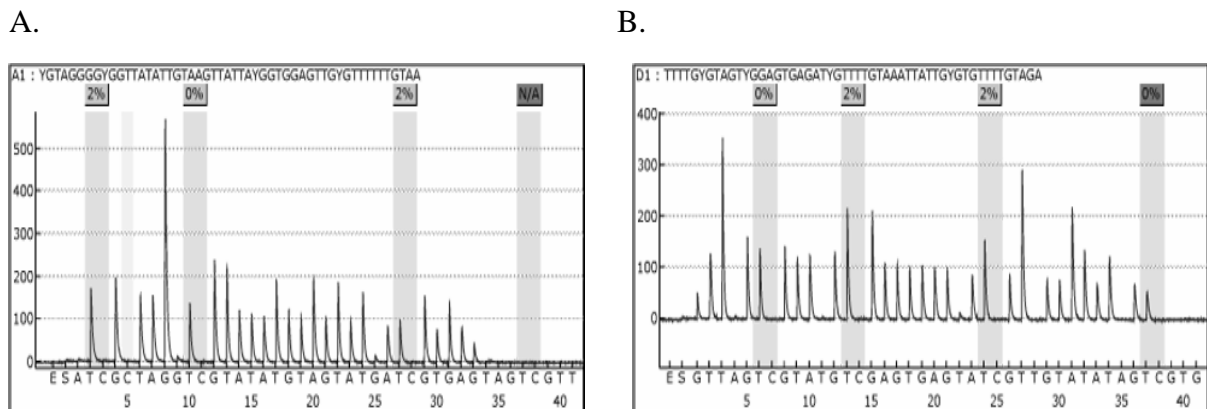 A.
A1 : YGTAGGGGYGGTTATATTGTAAGTTATTAYGGTGGAGTTGYGTTTTTTGTAA
2% 0% 2% N/A
500
400
300
200
100
0
E S A T C G C T A G G T C G T A T A T G T A G T A T G A T C G T G A G T A G T C G T T
5 10 15 20 25 30 35 40
B.
D1 : TTTTGYGTAGTYGGAGTGAGATYGTTTTGTAAATTATTGYGTGTTTTGTAGA
0% 2% 2% 0%
400
300
200
100
0
E S G T T A G T C G T A T G T C G A G T G A G T A T C G T T G T A T A T A G T C G T G
5 10 15 20 25 30 35 40